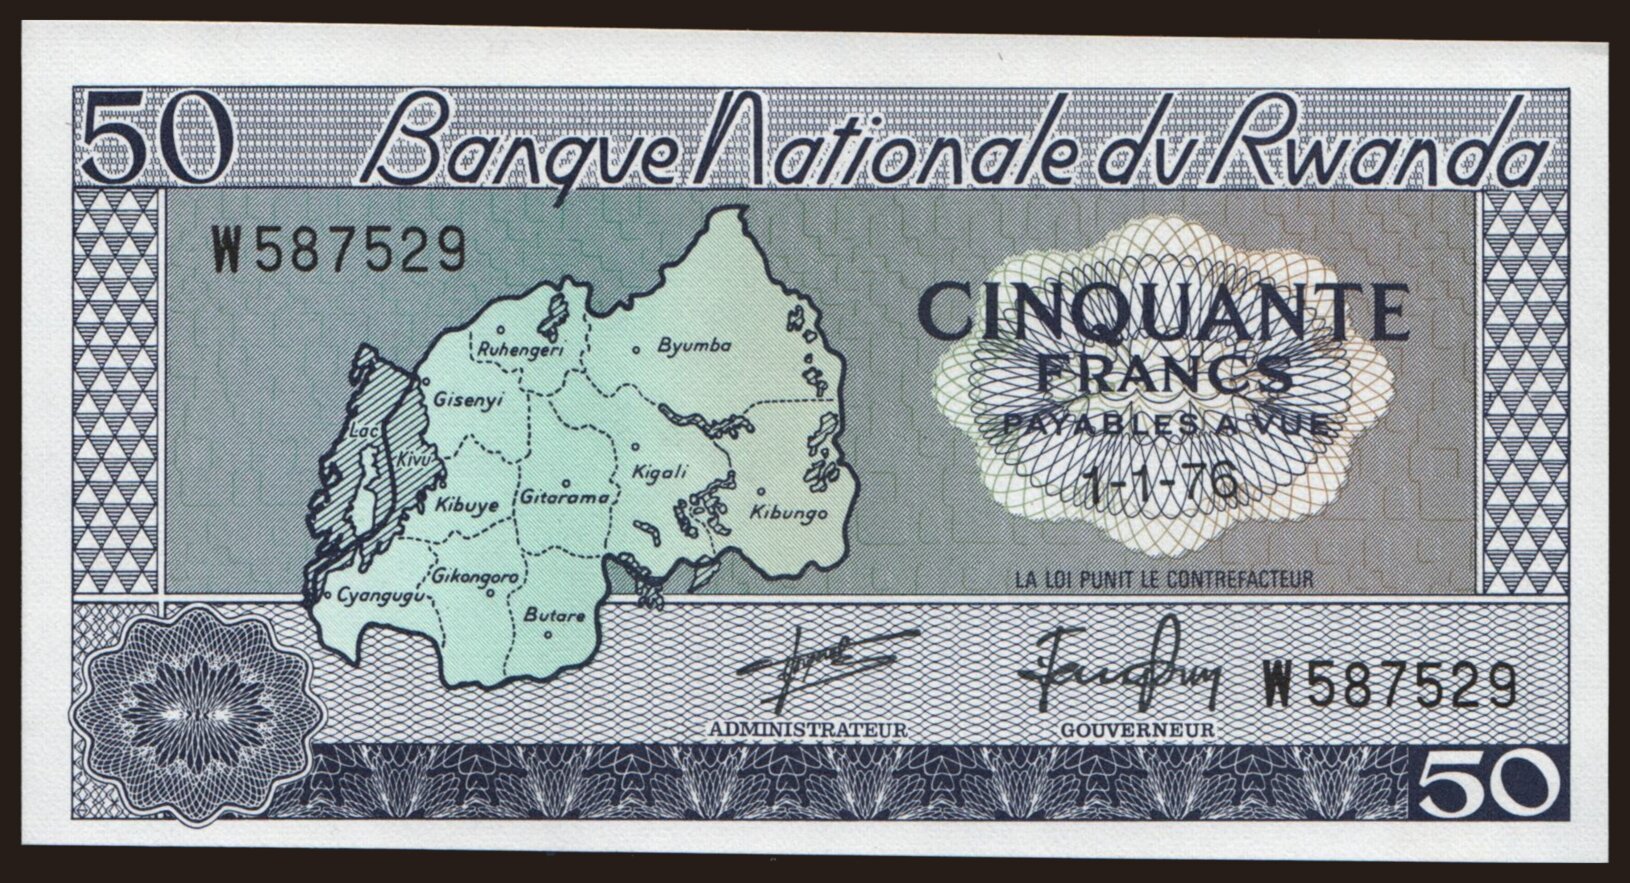 50 Banque Nationale du Rwanda
W587529
CINQUANTE
FRANCS
PAYABLES A VUE
1-1-76
Ruhengeri
Byumba
Gisenyi
Lac
Kivu
Kigali
Kibuye
Gitarama
Kibungo
Gikongoro
Cyangugu
Butare
LA LOI PUNIT LE CONTREFACTEUR
W587529
ADMINISTRATEUR
GOUVERNEUR
50